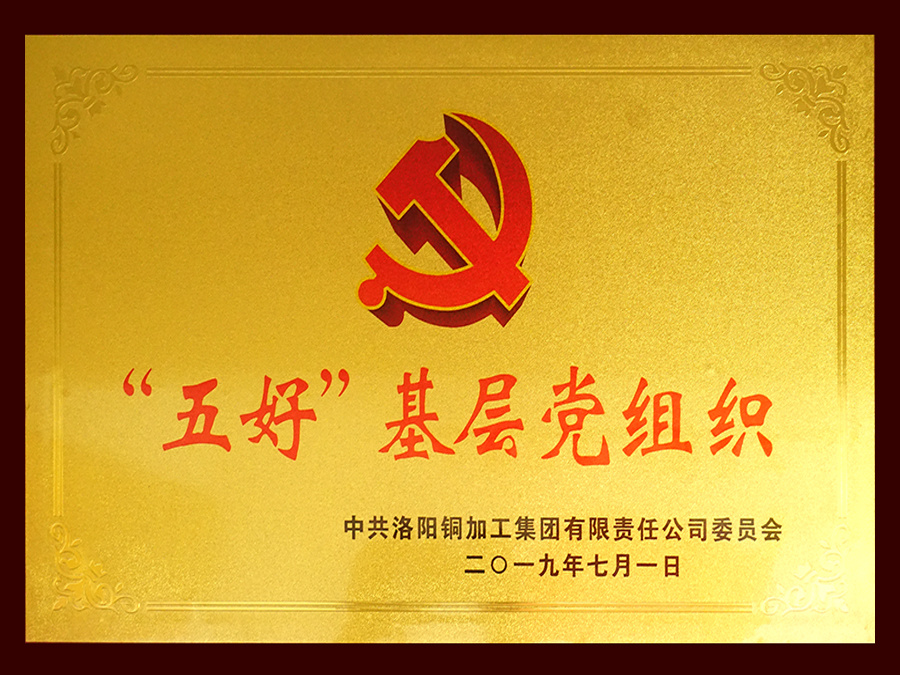 “五好”基层党组织
中共洛阳铜加工集团有限责任公司委员会
二〇一九年七月一日